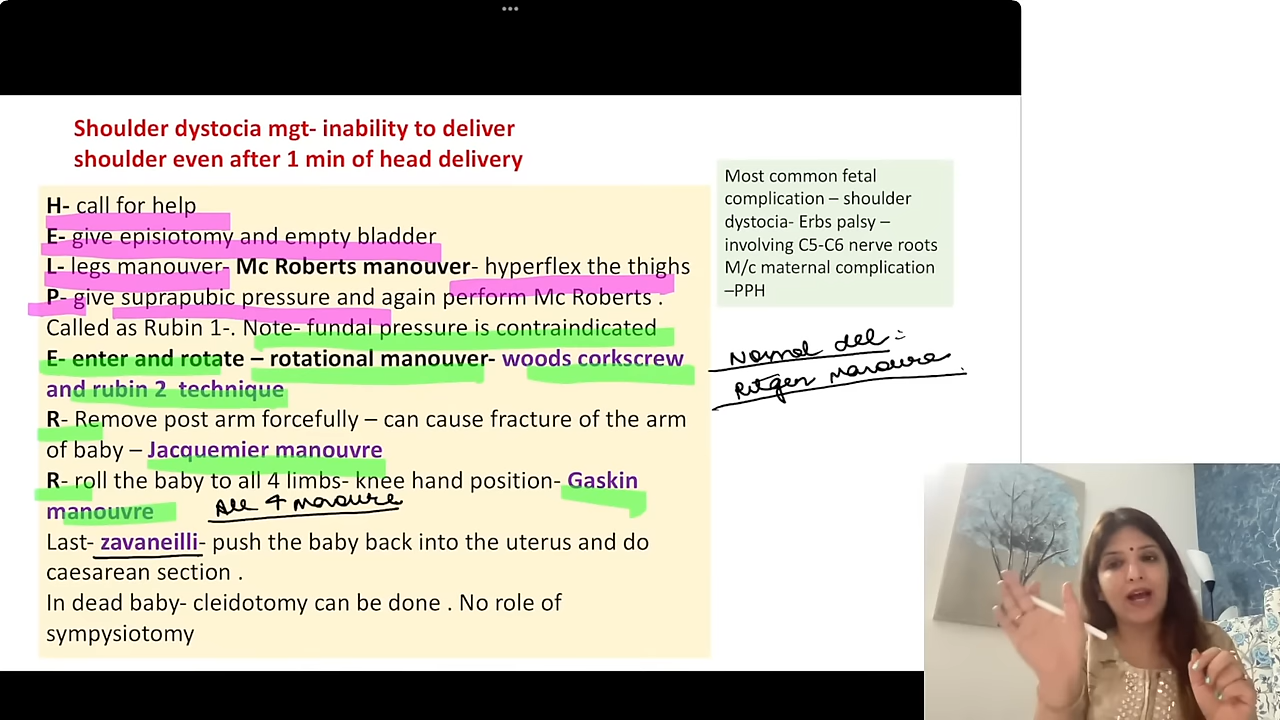 Shoulder dystocia mgt- inability to deliver
shoulder even after 1 min of head delivery
H- call for help
E- give episiotomy and empty bladder
L- legs manouver- Mc Roberts manouver- hyperflex the thighs
P- give suprapubic pressure and again perform Mc Roberts .
Called as Rubin 1-. Note- fundal pressure is contraindicated
E- enter and rotate – rotational manouver- woods corkscrew
and rubin 2 technique
R- Remove post arm forcefully – can cause fracture of the arm
of baby – Jacquemier manouvre
R- roll the baby to all 4 limbs- knee hand position- Gaskin
manouvre
All 4 manouvre
Last- zavaneilli- push the baby back into the uterus and do
caesarean section .
In dead baby- cleidotomy can be done . No role of
sympysiotomy
Most common fetal
complication – shoulder
dystocia- Erbs palsy –
involving C5-C6 nerve roots
M/c maternal complication
–PPH
Normal del :
Ritgen